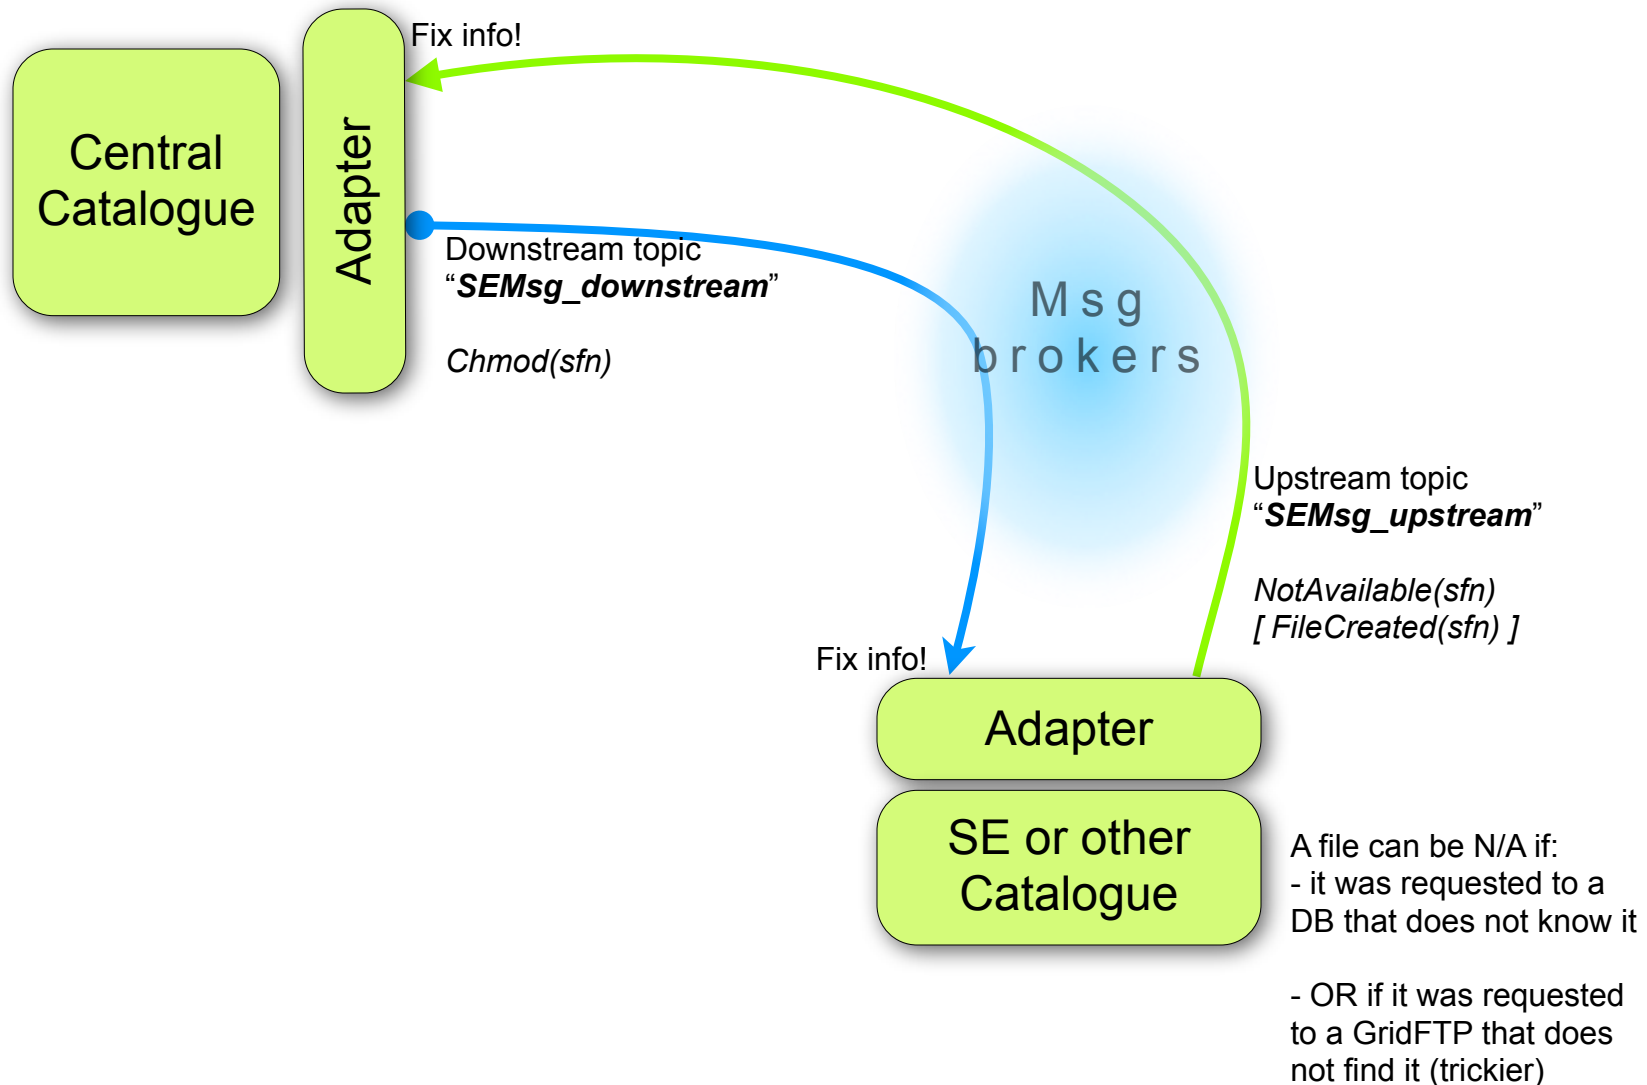 Fix info!
Central
Catalogue
Adapter
Downstream topic
“SEMsg_downstream”
Chmod(sfn)
Msg
brokers
Upstream topic
“SEMsg_upstream”
NotAvailable(sfn)
[ FileCreated(sfn) ]
Fix info!
Adapter
SE or other
Catalogue
A file can be N/A if:
- it was requested to a
DB that does not know it
- OR if it was requested
to a GridFTP that does
not find it (trickier)